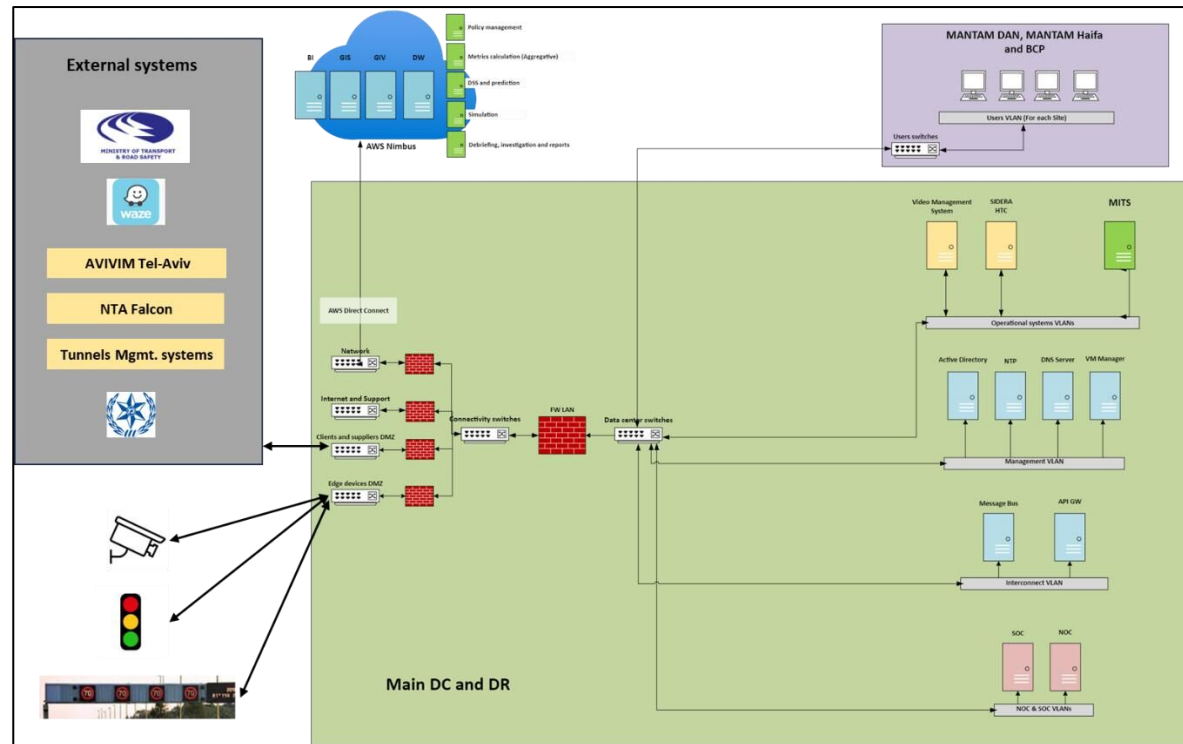 External systems
MINISTRY OF TRANSPORT
& ROAD SAFETY
waze
AVIVIM Tel-Aviv
NTA Falcon
Tunnels Mgmt. systems
BI
GIS
GIV
DW
AWS Nimbus
Policy management
Metrics calculation (Aggregative)
DSS and prediction
Simulation
Debriefing, investigation and reports
MANTAM DAN, MANTAM Haifa
and BCP
Users VLAN (For each Site)
Users switches
Video Management
System
SIDERA
HTC
MITS
Operational systems VLANs
AWS Direct Connect
Network
Internet and Support
Clients and suppliers DMZ
Edge devices DMZ
Connectivity switches
FW LAN
Data center switches
Active Directory
NTP
DNS Server
VM Manager
Management VLAN
Message Bus
API GW
Interconnect VLAN
SOC
NOC
NOC & SOC VLANs
Main DC and DR
70
70
70
70